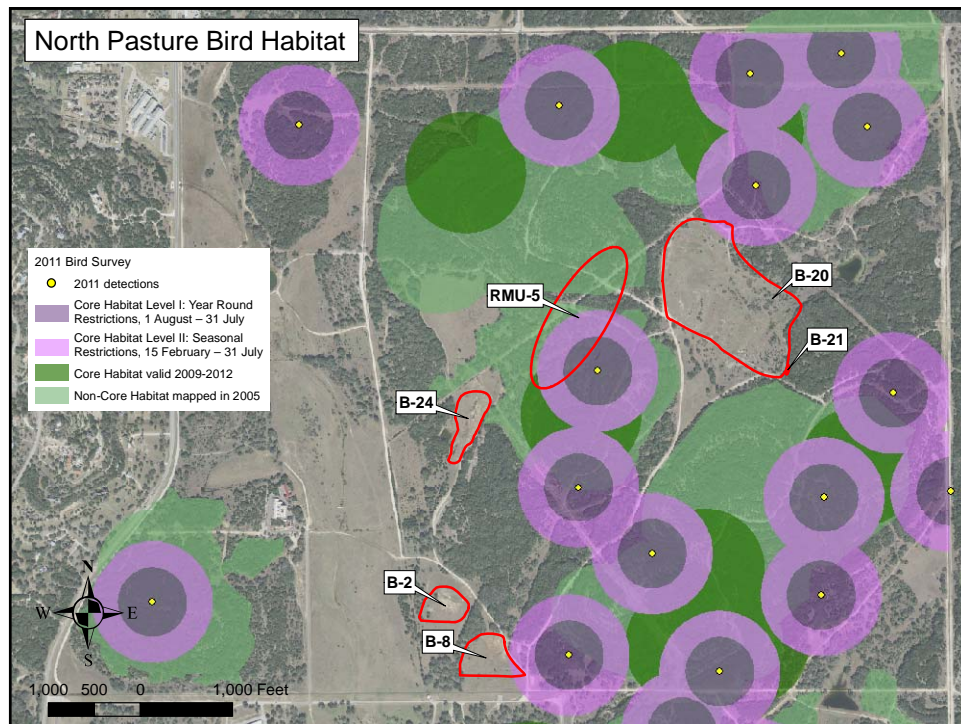 North Pasture Bird Habitat
2011 Bird Survey
2011 detections
Core Habitat Level I: Year Round
Restrictions, 1 August – 31 July
Core Habitat Level II: Seasonal
Restrictions, 15 February – 31 July
Core Habitat valid 2009-2012
Non-Core Habitat mapped in 2005
B-20
RMU-5
B-21
B-24
B-2
B-8
N
W E
S
1,000 500 0 1,000 Feet